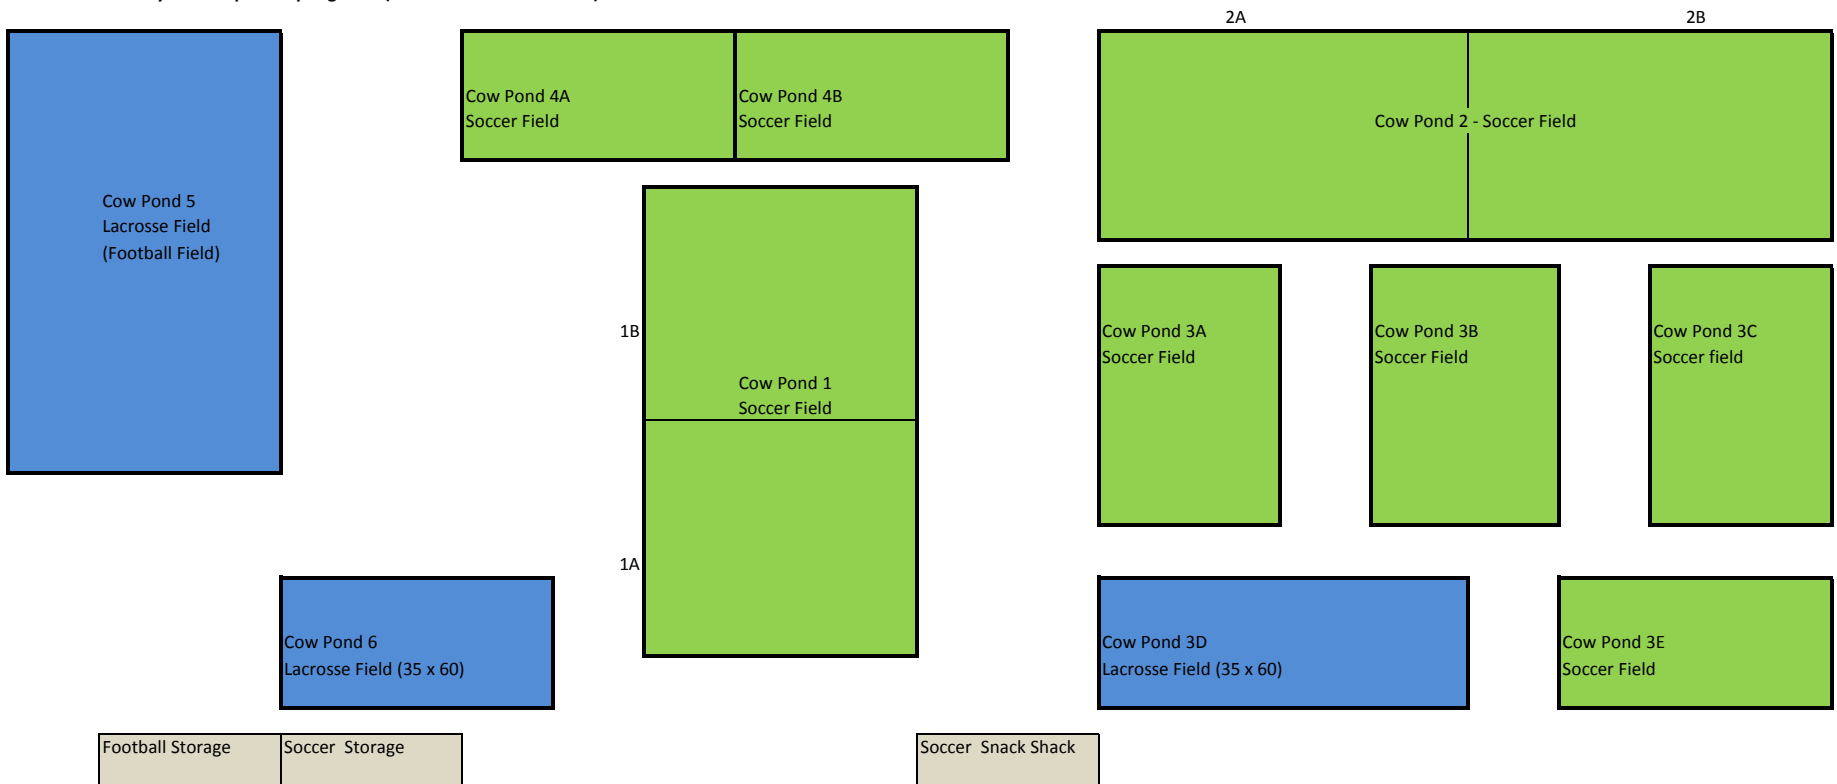 2A
2B
Cow Pond 4A
Soccer Field
Cow Pond 4B
Soccer Field
Cow Pond 2 - Soccer Field
Cow Pond 5
Lacrosse Field
(Football Field)
1B
Cow Pond 1
Soccer Field
1A
Cow Pond 3A
Soccer Field
Cow Pond 3B
Soccer Field
Cow Pond 3C
Soccer field
Cow Pond 6
Lacrosse Field (35 x 60)
Cow Pond 3D
Lacrosse Field (35 x 60)
Cow Pond 3E
Soccer Field
Football Storage
Soccer  Storage
Soccer  Snack Shack